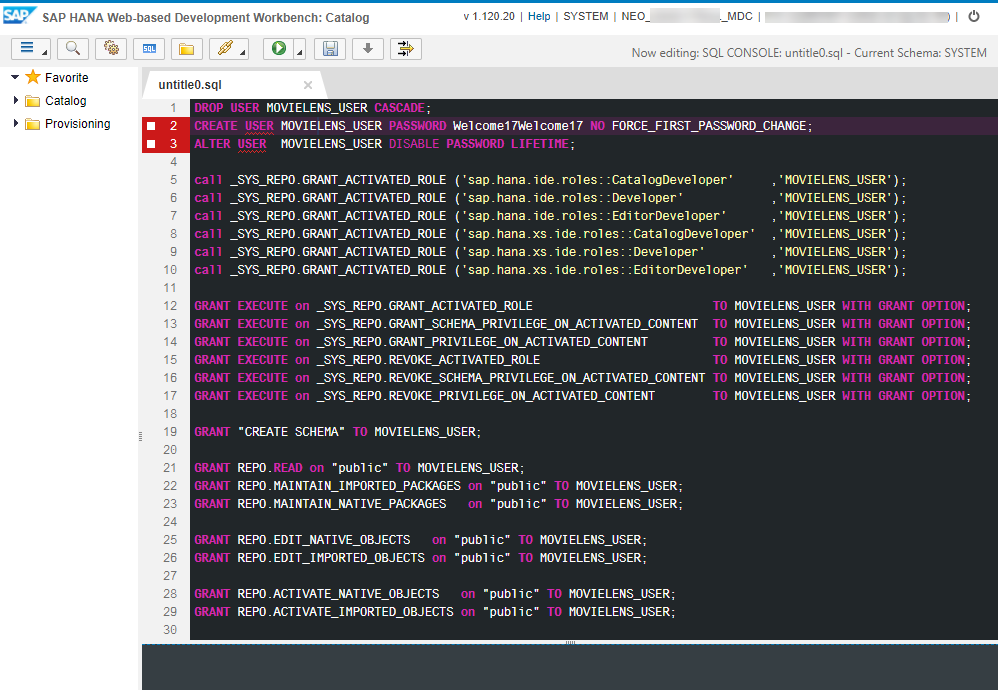 SAP SAP HANA Web-based Development Workbench: Catalog
v 1.120.20 | Help | SYSTEM | NEO_ _MDC | ) |
SQL
Now editing: SQL CONSOLE: untitle0.sql - Current Schema: SYSTEM
Favorite
Catalog
Provisioning
untitle0.sql
1 DROP USER MOVIELENS_USER CASCADE;
2 CREATE USER MOVIELENS_USER PASSWORD Welcome17Welcome17 NO FORCE_FIRST_PASSWORD_CHANGE;
3 ALTER USER  MOVIELENS_USER DISABLE PASSWORD LIFETIME;
4
5 call _SYS_REPO.GRANT_ACTIVATED_ROLE ('sap.hana.ide.roles::CatalogDeveloper'     ,'MOVIELENS_USER');
6 call _SYS_REPO.GRANT_ACTIVATED_ROLE ('sap.hana.ide.roles::Developer'            ,'MOVIELENS_USER');
7 call _SYS_REPO.GRANT_ACTIVATED_ROLE ('sap.hana.ide.roles::EditorDeveloper'      ,'MOVIELENS_USER');
8 call _SYS_REPO.GRANT_ACTIVATED_ROLE ('sap.hana.xs.ide.roles::CatalogDeveloper'  ,'MOVIELENS_USER');
9 call _SYS_REPO.GRANT_ACTIVATED_ROLE ('sap.hana.xs.ide.roles::Developer'         ,'MOVIELENS_USER');
10 call _SYS_REPO.GRANT_ACTIVATED_ROLE ('sap.hana.xs.ide.roles::EditorDeveloper'   ,'MOVIELENS_USER');
11
12 GRANT EXECUTE on _SYS_REPO.GRANT_ACTIVATED_ROLE                         TO MOVIELENS_USER WITH GRANT OPTION;
13 GRANT EXECUTE on _SYS_REPO.GRANT_SCHEMA_PRIVILEGE_ON_ACTIVATED_CONTENT  TO MOVIELENS_USER WITH GRANT OPTION;
14 GRANT EXECUTE on _SYS_REPO.GRANT_PRIVILEGE_ON_ACTIVATED_CONTENT         TO MOVIELENS_USER WITH GRANT OPTION;
15 GRANT EXECUTE on _SYS_REPO.REVOKE_ACTIVATED_ROLE                        TO MOVIELENS_USER WITH GRANT OPTION;
16 GRANT EXECUTE on _SYS_REPO.REVOKE_SCHEMA_PRIVILEGE_ON_ACTIVATED_CONTENT TO MOVIELENS_USER WITH GRANT OPTION;
17 GRANT EXECUTE on _SYS_REPO.REVOKE_PRIVILEGE_ON_ACTIVATED_CONTENT        TO MOVIELENS_USER WITH GRANT OPTION;
18
19 GRANT "CREATE SCHEMA" TO MOVIELENS_USER;
20
21 GRANT REPO.READ on "public" TO MOVIELENS_USER;
22 GRANT REPO.MAINTAIN_IMPORTED_PACKAGES on "public" TO MOVIELENS_USER;
23 GRANT REPO.MAINTAIN_NATIVE_PACKAGES   on "public" TO MOVIELENS_USER;
24
25 GRANT REPO.EDIT_NATIVE_OBJECTS   on "public" TO MOVIELENS_USER;
26 GRANT REPO.EDIT_IMPORTED_OBJECTS on "public" TO MOVIELENS_USER;
27
28 GRANT REPO.ACTIVATE_NATIVE_OBJECTS   on "public" TO MOVIELENS_USER;
29 GRANT REPO.ACTIVATE_IMPORTED_OBJECTS on "public" TO MOVIELENS_USER;
30